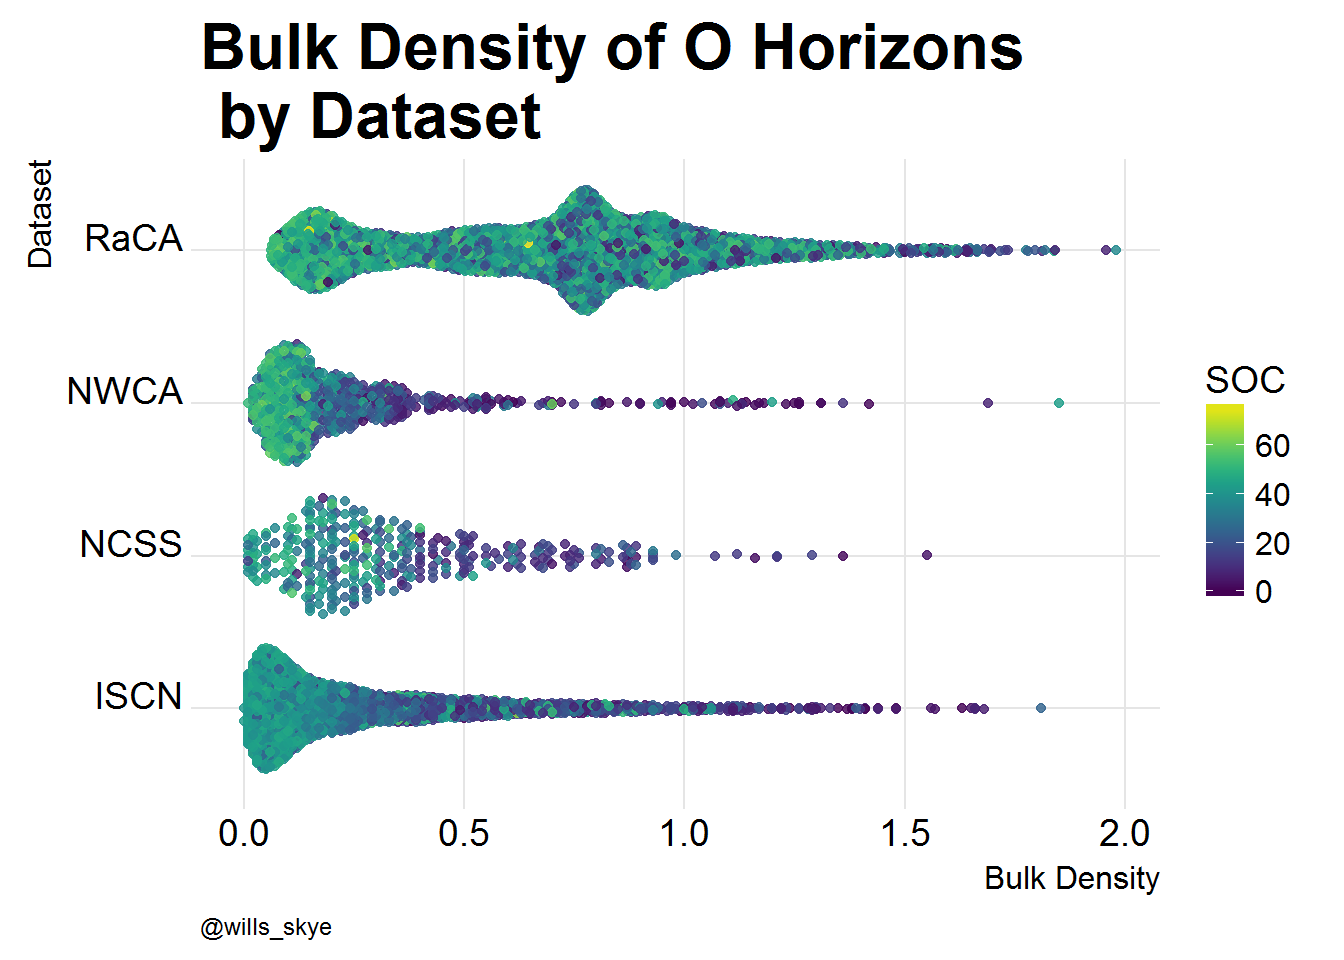 Bulk Density of O Horizons
by Dataset
Dataset
RaCA
NWCA
NCSS
ISCN
0.0 0.5 1.0 1.5 2.0
Bulk Density
SOC
60
40
20
0
@wills_skye